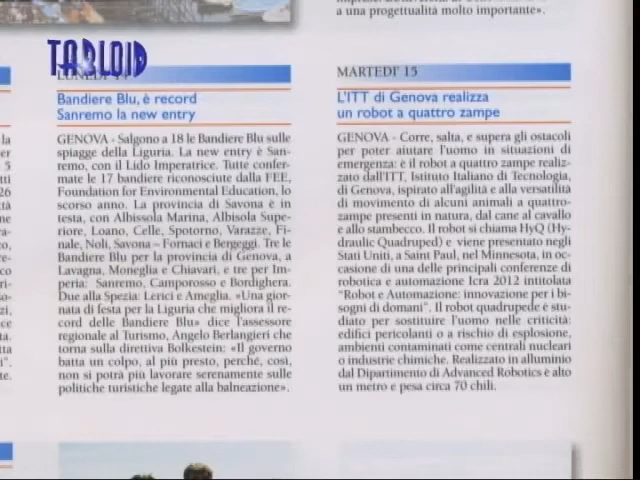 a una progettualità molto importante».
TABLOID
LUNEDI' 14
Bandiere Blu, è record
Sanremo la new entry
GENOVA - Salgono a 18 le Bandiere Blu sulle
spiagge della Liguria. La new entry è San-
remo, con il Lido Imperatrice. Tutte confer-
mate le 17 bandiere riconosciute dalla FEE,
Foundation for Environmental Education, lo
scorso anno. La provincia di Savona è in
testa, con Albissola Marina, Albisola Supe-
riore, Loano, Celle, Spotorno, Varazze, Fi-
nale, Noli, Savona – Fornaci e Bergeggi. Tre le
Bandiere Blu per la provincia di Genova, a
Lavagna, Moneglia e Chiavari, e tre per Im-
peria: Sanremo, Camporosso e Bordighera.
Due alla Spezia: Lerici e Ameglia. «Una gior-
nata di festa per la Liguria che migliora il re-
cord delle Bandiere Blu» dice l'assessore
regionale al Turismo, Angelo Berlangieri che
torna sulla direttiva Bolkestein: «Il governo
batta un colpo, al più presto, perché, così,
non si potrà più lavorare serenamente sulle
politiche turistiche legate alla balneazione».
MARTEDI' 15
L'ITT di Genova realizza
un robot a quattro zampe
GENOVA - Corre, salta, e supera gli ostacoli
per poter aiutare l'uomo in situazioni di
emergenza: è il robot a quattro zampe realiz-
zato dall'ITT, Istituto Italiano di Tecnologia,
di Genova, ispirato all'agilità e alla versatilità
di movimento di alcuni animali a quattro-
zampe presenti in natura, dal cane al cavallo
e allo stambecco. Il robot si chiama HyQ (Hy-
draulic Quadruped) e viene presentato negli
Stati Uniti, a Saint Paul, nel Minnesota, in oc-
casione di una delle principali conferenze di
robotica e automazione Icra 2012 intitolata
"Robot e Automazione: innovazione per i bi-
sogni di domani". Il robot quadrupede è stu-
diato per sostituire l'uomo nelle criticità:
edifici pericolanti o a rischio di esplosione,
ambienti contaminati come centrali nucleari
o industrie chimiche. Realizzato in alluminio
dal Dipartimento di Advanced Robotics è alto
un metro e pesa circa 70 chili.